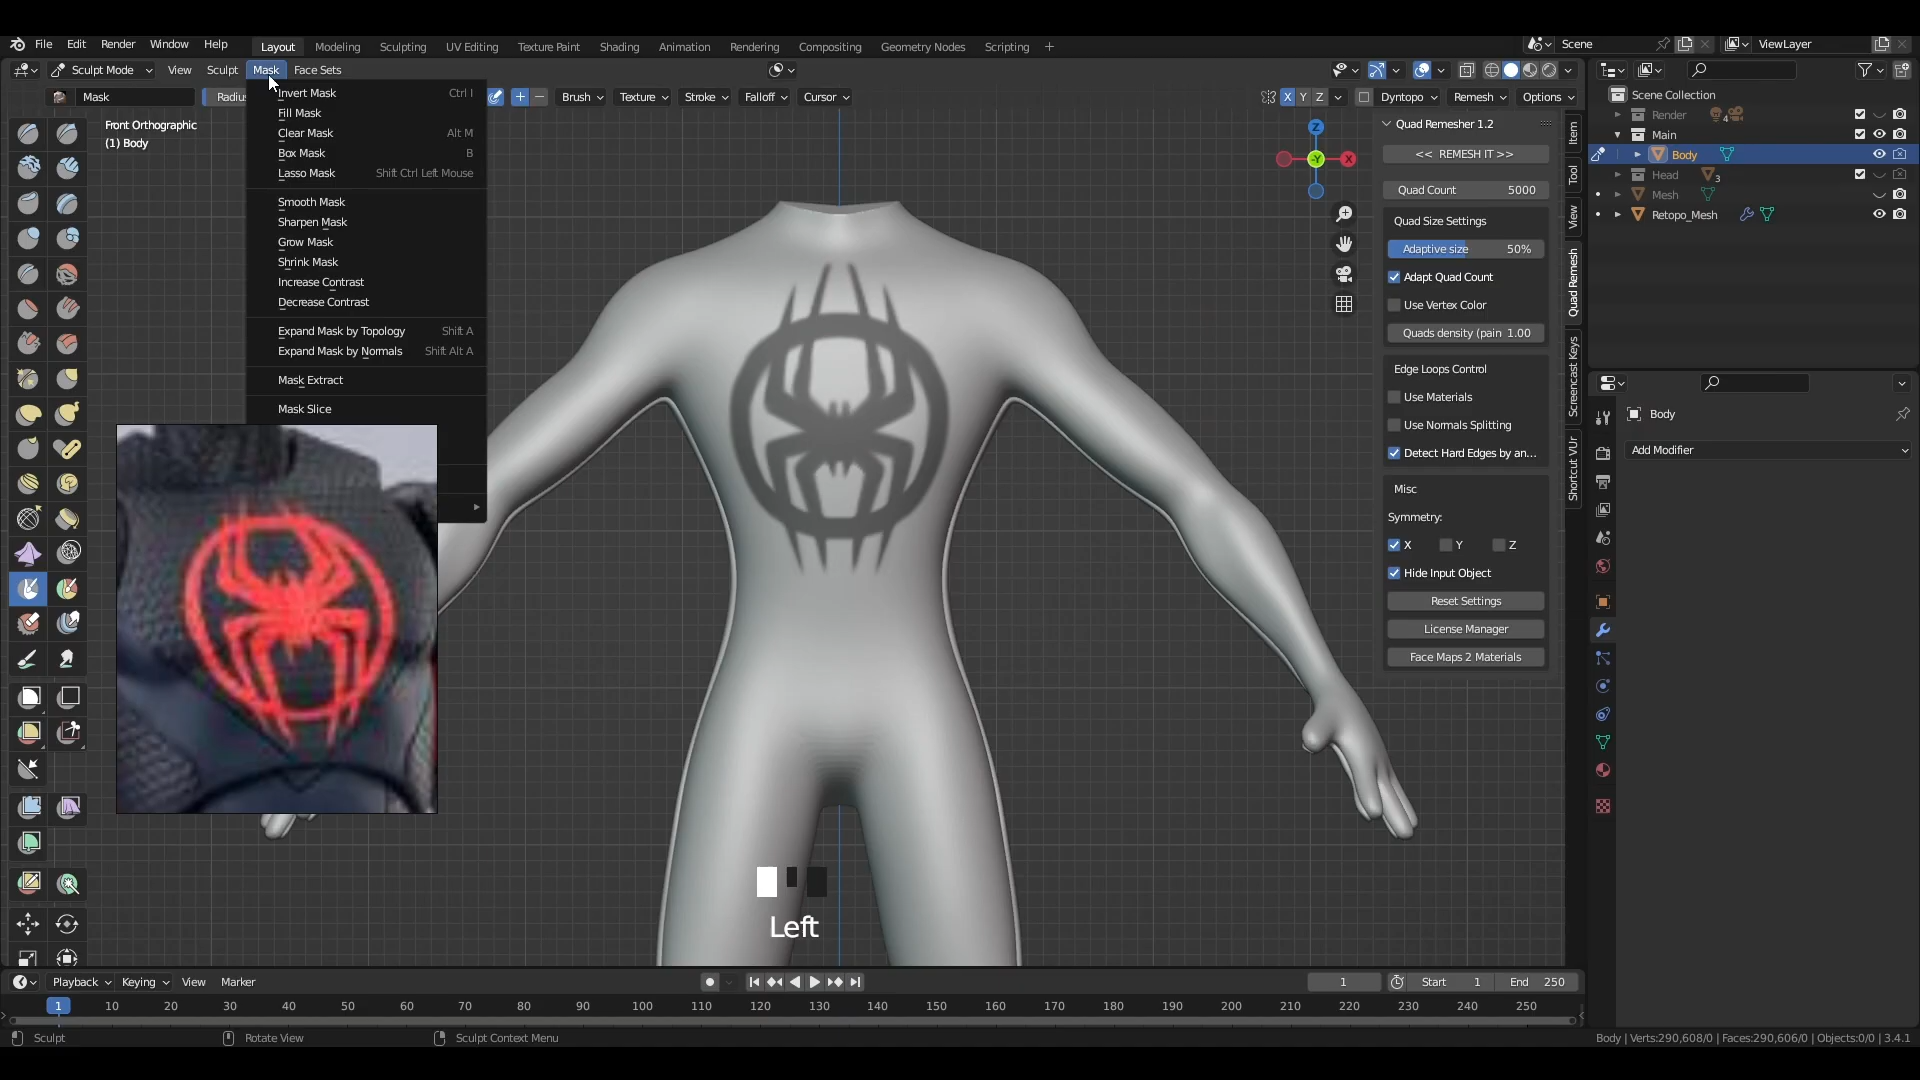 File Edit Render Window Help Layout Modeling Sculpting UV Editing Texture Paint Shading Animation Rendering Compositing Geometry Nodes Scripting + Scene ViewLayer
Sculpt Mode View Sculpt Mask Face Sets
Mask Radiu Brush Texture Stroke Falloff Cursor X Y Z Dyntopo Remesh Options
Front Orthographic
(1) Body
Invert Mask Ctrl I
Fill Mask
Clear Mask Alt M
Box Mask B
Lasso Mask Shift Ctrl Left Mouse
Smooth Mask
Sharpen Mask
Grow Mask
Shrink Mask
Increase Contrast
Decrease Contrast
Expand Mask by Topology Shift A
Expand Mask by Normals Shift Alt A
Mask Extract
Mask Slice
Z
-Y X
Quad Remesher 1.2
<< REMESH IT >>
Quad Count 5000
Quad Size Settings
Adaptive size 50%
Adapt Quad Count
Use Vertex Color
Quads density (pain 1.00
Edge Loops Control
Use Materials
Use Normals Splitting
Detect Hard Edges by an...
Misc
Symmetry:
X Y Z
Hide Input Object
Reset Settings
License Manager
Face Maps 2 Materials
Item
Tool
View
Quad Remesh
Screencast Keys
Shortcut VUr
Scene Collection
Render 4
Main
Body
Head 3
Mesh
Retopo_Mesh
Body
Add Modifier
Left
Playback Keying View Marker 1 Start 1 End 250
1 10 20 30 40 50 60 70 80 90 100 110 120 130 140 150 160 170 180 190 200 210 220 230 240 250
Sculpt Rotate View Sculpt Context Menu Body | Verts:290,608/0 | Faces:290,606/0 | Objects:0/0 | 3.4.1